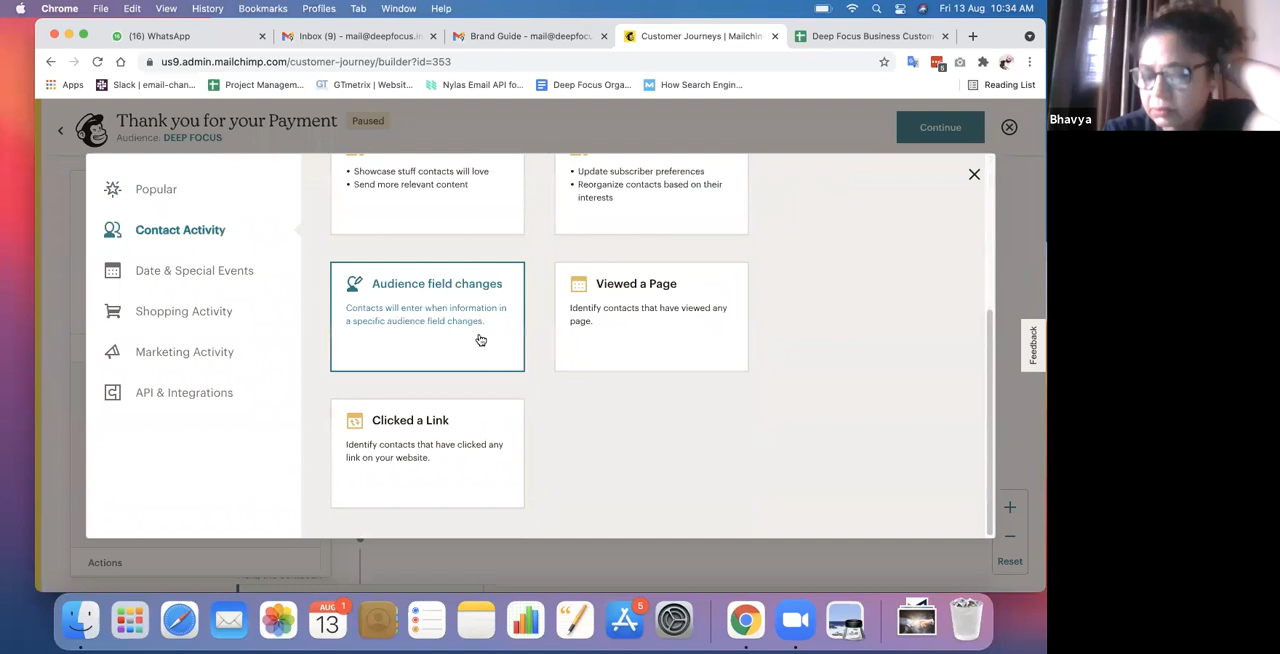 Chrome File Edit View History Bookmarks Profiles Tab Window Help Fri 13 Aug 10:34 AM
(16) WhatsApp Inbox (9) - mail@deepfocus.in Brand Guide - mail@deepfocu Customer Journeys | Mailchimp Deep Focus Business Custom
us9.admin.mailchimp.com/customer-journey/builder?id=353
Apps Slack | email-chan... Project Managem... GT GTmetrix | Websit... Nylas Email API fo... Deep Focus Orga... How Search Engin... Reading List
Bhavya
Thank you for your Payment Paused
Audience: DEEP FOCUS
Continue
Popular
Contact Activity
Date & Special Events
Shopping Activity
Marketing Activity
API & Integrations
• Showcase stuff contacts will love
• Send more relevant content
• Update subscriber preferences
• Reorganize contacts based on their
interests
Audience field changes
Contacts will enter when information in
a specific audience field changes.
Viewed a Page
Identify contacts that have viewed any
page.
Clicked a Link
Identify contacts that have clicked any
link on your website.
Feedback
Actions
Reset
AUG 1
13
5